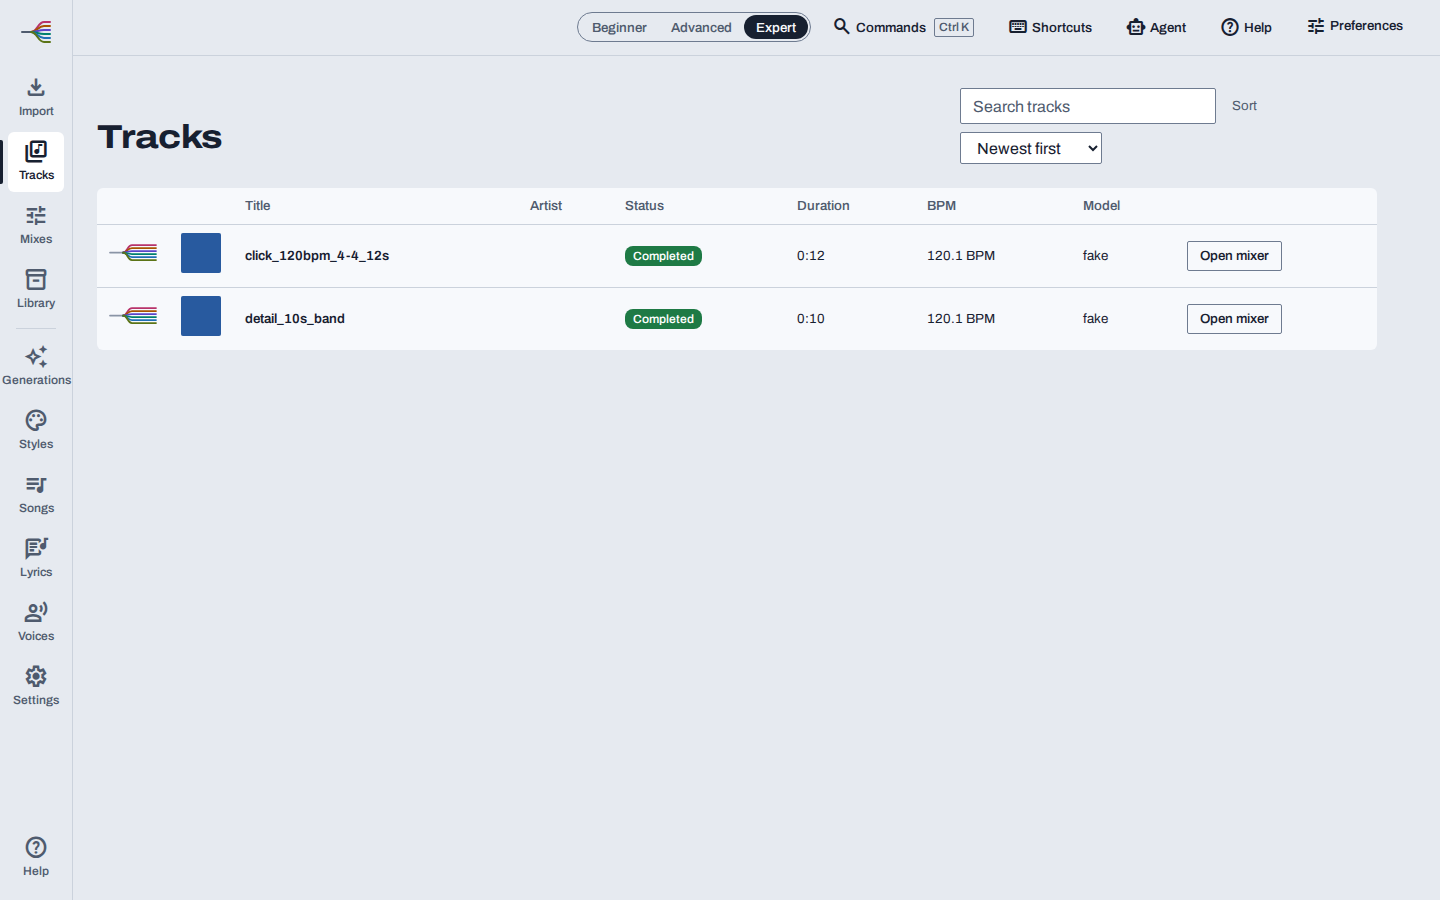 Beginner Advanced Expert Commands Ctrl K Shortcuts Agent Help Preferences
Import
Tracks
Mixes
Library
Generations
Styles
Songs
Lyrics
Voices
Settings
Help
Tracks
Search tracks Sort
Newest first
Title Artist Status Duration BPM Model
click_120bpm_4-4_12s Completed 0:12 120.1 BPM fake Open mixer
detail_10s_band Completed 0:10 120.1 BPM fake Open mixer